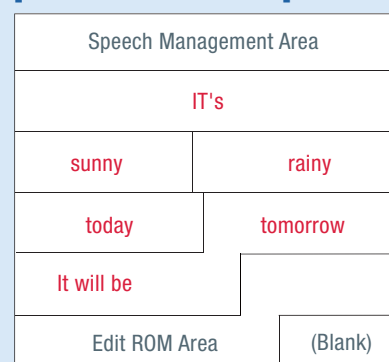 Speech Management Area
IT's
sunny rainy
today tomorrow
It will be
Edit ROM Area (Blank)